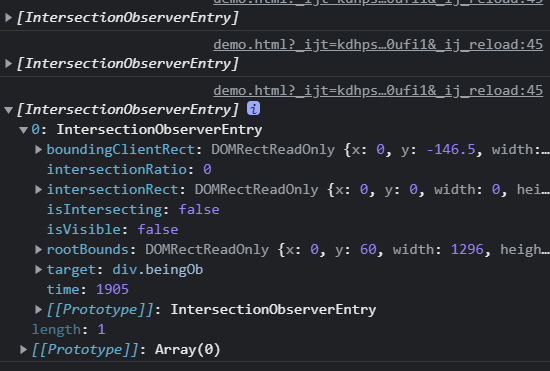 demo.html?_ijt=kdhps…0ufi1&_ij_reload:45
[IntersectionObserverEntry]
demo.html?_ijt=kdhps…0ufi1&_ij_reload:45
[IntersectionObserverEntry]
demo.html?_ijt=kdhps…0ufi1&_ij_reload:45
[IntersectionObserverEntry] i
0: IntersectionObserverEntry
boundingClientRect: DOMRectReadOnly {x: 0, y: -146.5, width:…
intersectionRatio: 0
intersectionRect: DOMRectReadOnly {x: 0, y: 0, width: 0, hei…
isIntersecting: false
isVisible: false
rootBounds: DOMRectReadOnly {x: 0, y: 60, width: 1296, heigh…
target: div.beingOb
time: 1905
[[Prototype]]: IntersectionObserverEntry
length: 1
[[Prototype]]: Array(0)